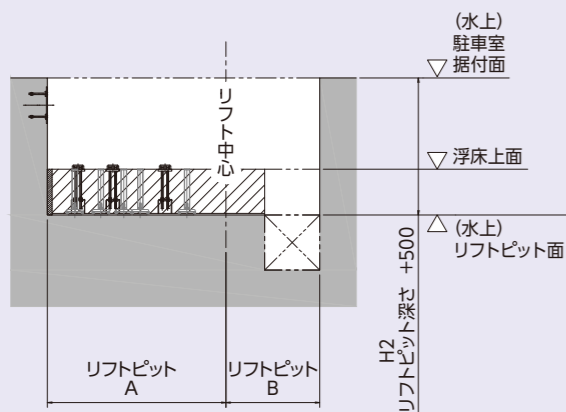 (水上)
駐車室
据付面
リフト中心
浮床上面
(水上)
リフトピット面
H2
リフトピット深さ +500
リフトピット
A
リフトピット
B